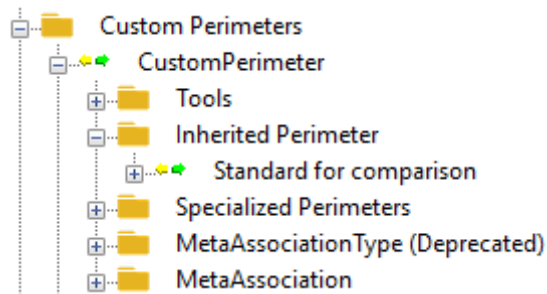 Custom Perimeters
CustomPerimeter
Tools
Inherited Perimeter
Standard for comparison
Specialized Perimeters
MetaAssociationType (Deprecated)
MetaAssociation